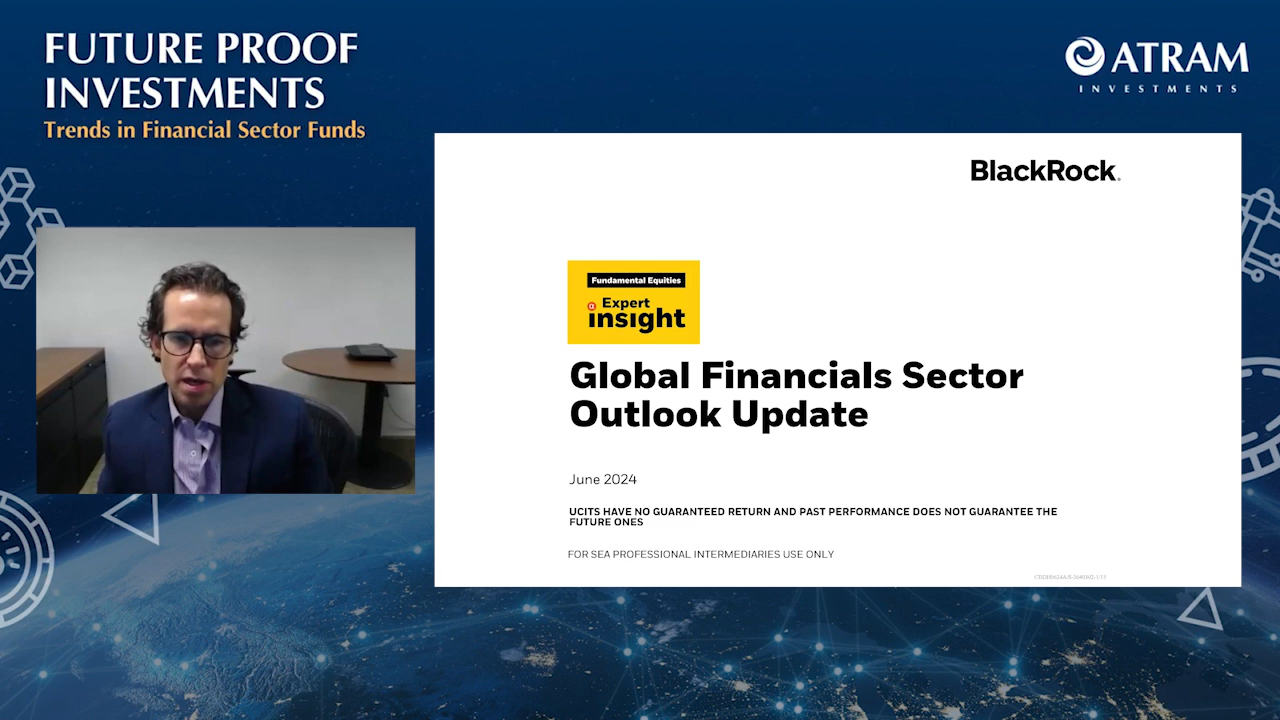 FUTURE PROOF
INVESTMENTS
Trends in Financial Sector Funds
ATRAM
INVESTMENTS
BlackRock.
Fundamental Equities
Expert
insight
Global Financials Sector
Outlook Update
June 2024
UCITS HAVE NO GUARANTEED RETURN AND PAST PERFORMANCE DOES NOT GUARANTEE THE
FUTURE ONES
FOR SEA PROFESSIONAL INTERMEDIARIES USE ONLY